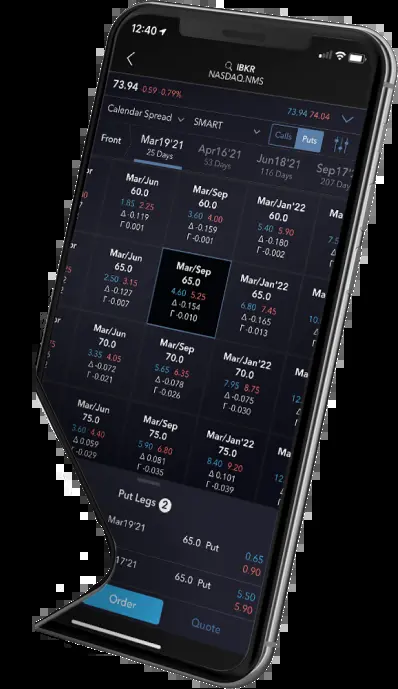 12:40
IBKR
NASDAQ.NMS
73.94 -0.59 -0.79%
73.94 74.04
Calendar Spread
SMART
Calls
Puts
Front
Mar19'21
25 Days
Apr16'21
53 Days
Jun18'21
116 Days
Sep17'
207 Day
Mar/Jun
60.0
1.85 2.25
Δ -0.119
Γ 0.001
Mar/Sep
60.0
3.60 4.00
Δ -0.159
Γ -0.001
Mar/Jan'22
60.0
5.40 5.90
Δ -0.180
Γ -0.002
Mar/Jun
65.0
2.50 3.15
Δ -0.127
Γ -0.007
Mar/Sep
65.0
4.60 5.25
Δ -0.154
Γ -0.010
Mar/Jan'22
65.0
6.80 7.45
Δ -0.165
Γ -0.013
Mar/Jun
70.0
3.35 4.05
Δ -0.072
Γ -0.021
Mar/Sep
70.0
5.65 6.35
Δ -0.078
Γ -0.026
Mar/Jan'22
70.0
7.95 8.75
Δ -0.075
Γ -0.030
Mar/Jun
75.0
3.60 4.40
Δ 0.059
Γ -0.029
Mar/Sep
75.0
5.90 6.80
Δ 0.081
Γ -0.035
Mar/Jan'22
75.0
8.40 9.20
Δ 0.101
Γ -0.039
Put Legs 2
Mar19'21
65.0 Put
0.65
0.90
17'21
65.0 Put
5.50
5.90
Order
Quote